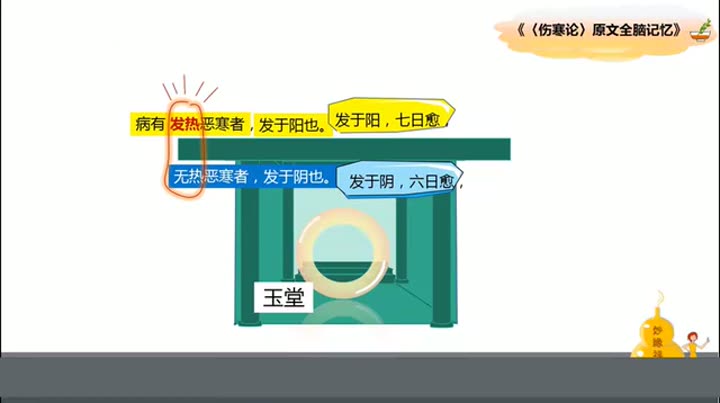 《〈伤寒论〉原文全脑记忆》
病有发热恶寒者，发于阳也。发于阳，七日愈，
无热恶寒者，发于阴也。发于阴，六日愈，
玉堂